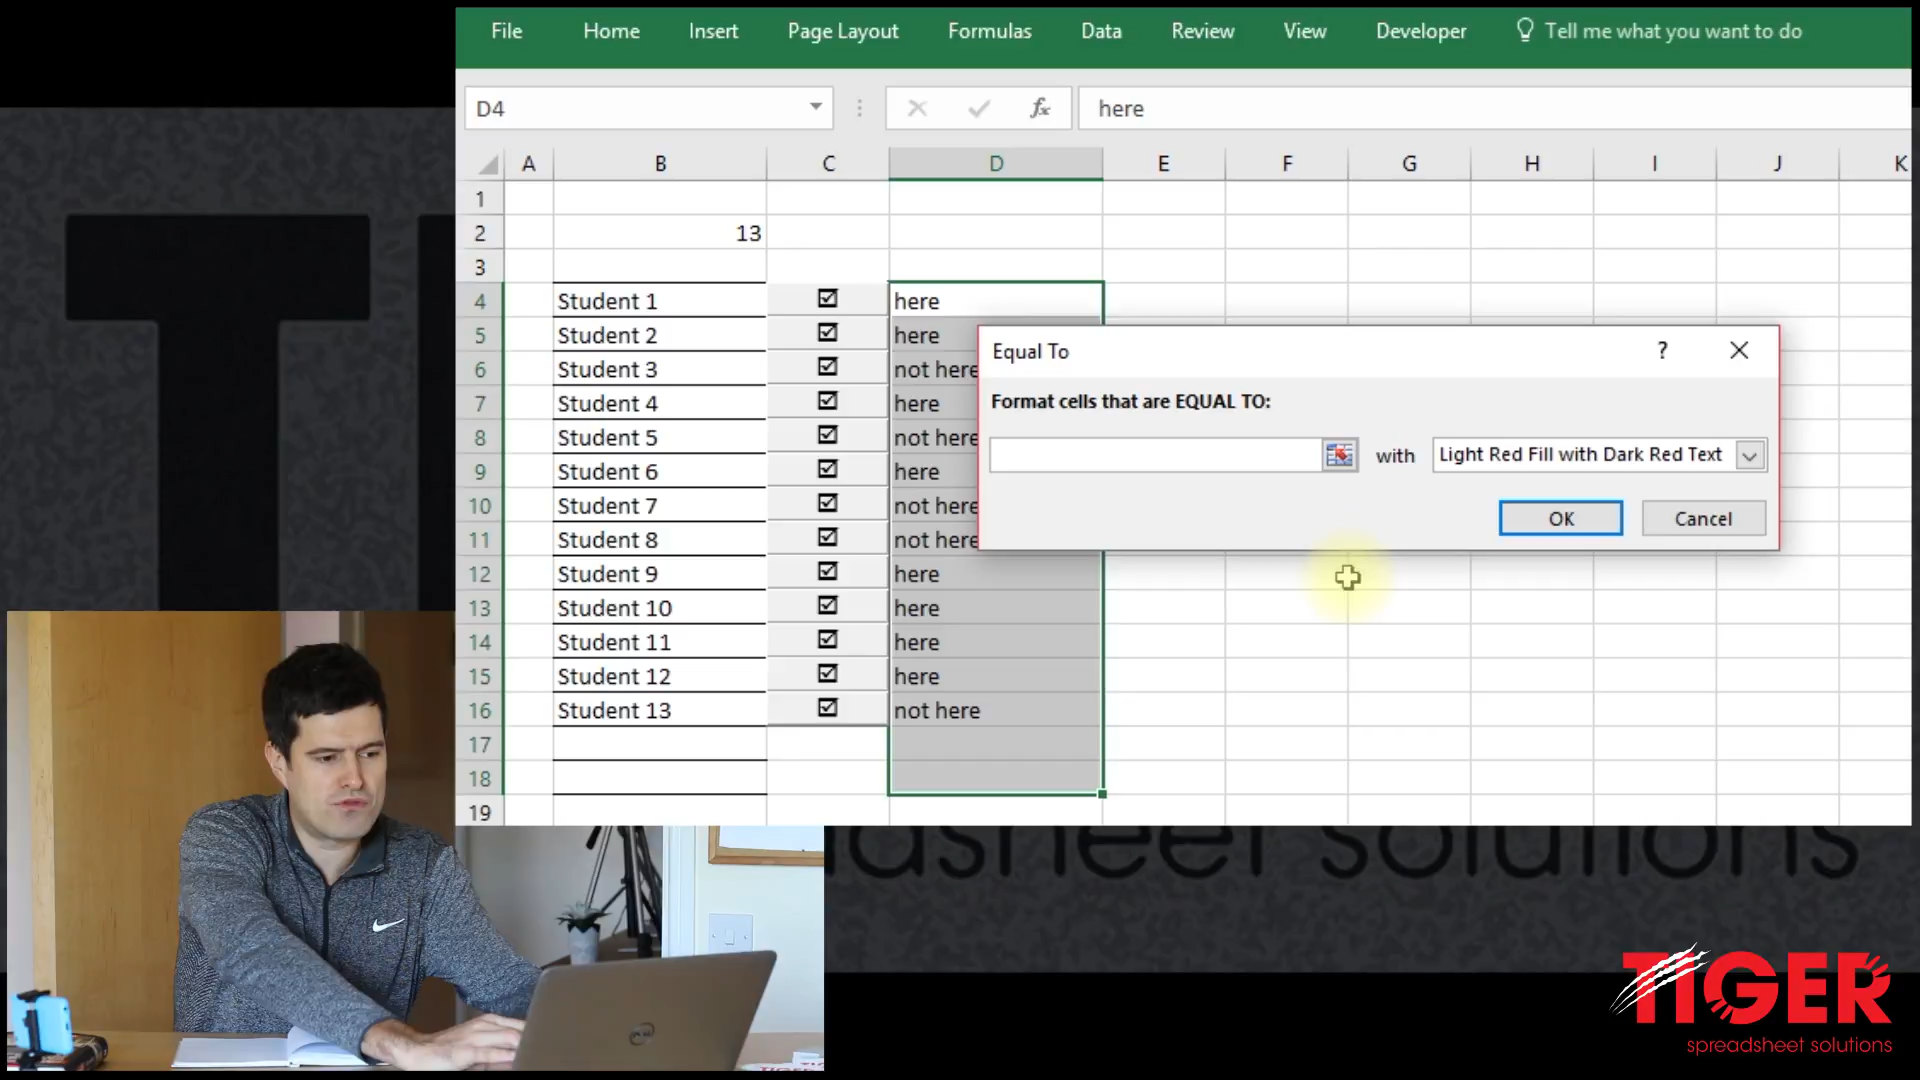 File Home Insert Page Layout Formulas Data Review View Developer Tell me what you want to do
D4 fx here
A B C D E F G H I J K
1
2 13
3
4 Student 1 here
5 Student 2 here
6 Student 3 not here
7 Student 4 here
8 Student 5 not here
9 Student 6 here
10 Student 7 not here
11 Student 8 not here
12 Student 9 here
13 Student 10 here
14 Student 11 here
15 Student 12 here
16 Student 13 not here
17
18
19
Equal To ?
Format cells that are EQUAL TO:
with Light Red Fill with Dark Red Text
OK Cancel
adsheet solutions
DELL
TIGER
spreadsheet solutions